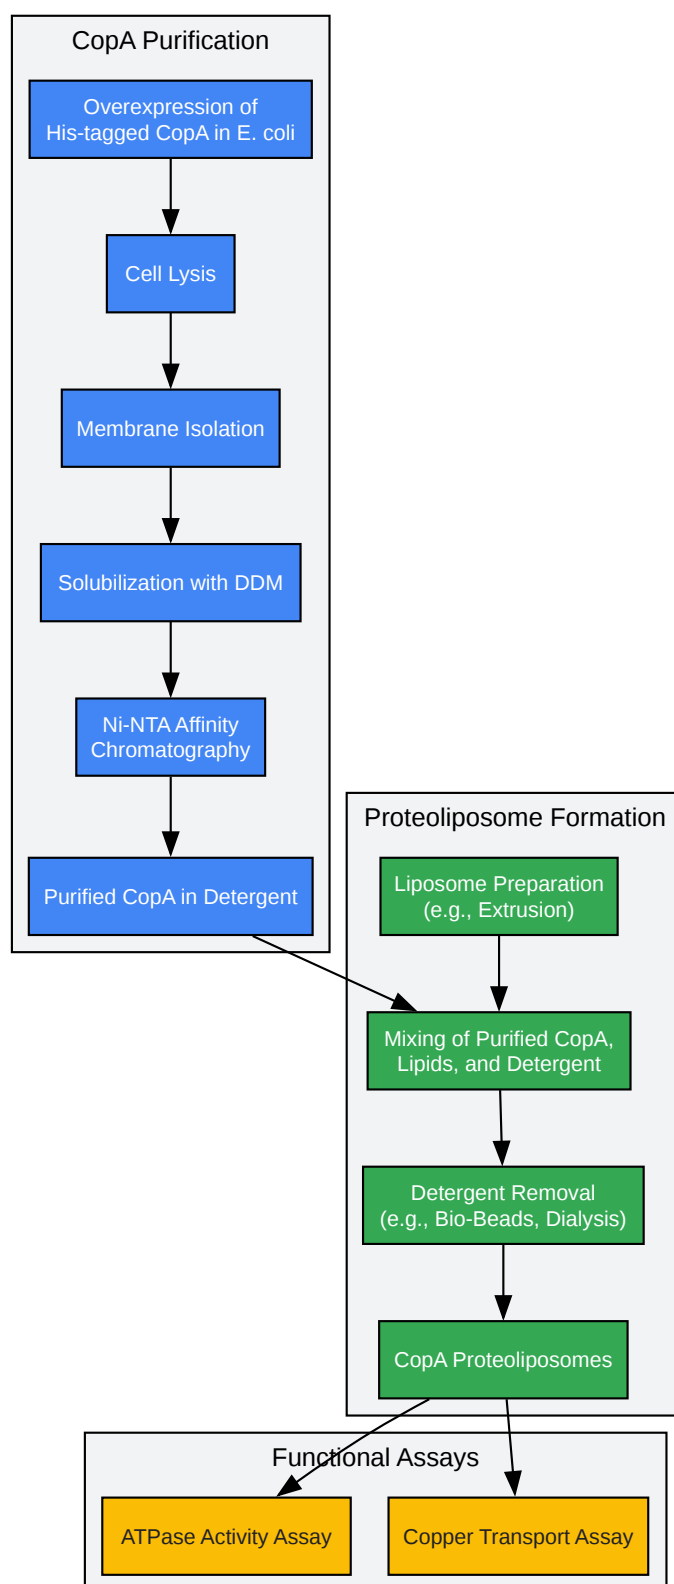 CopA Purification
Overexpression of
His-tagged CopA in E. coli
Cell Lysis
Membrane Isolation
Solubilization with DDM
Ni-NTA Affinity
Chromatography
Purified CopA in Detergent
Proteoliposome Formation
Liposome Preparation
(e.g., Extrusion)
Mixing of Purified CopA,
Lipids, and Detergent
Detergent Removal
(e.g., Bio-Beads, Dialysis)
CopA Proteoliposomes
Functional Assays
ATPase Activity Assay
Copper Transport Assay